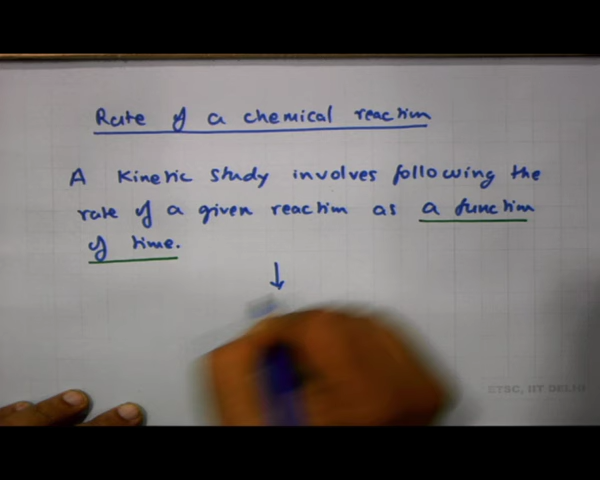 Rate of a chemical reaction
A kinetic study involves following the
rate of a given reaction as a function
of time.
ETSC, IIT DELHI